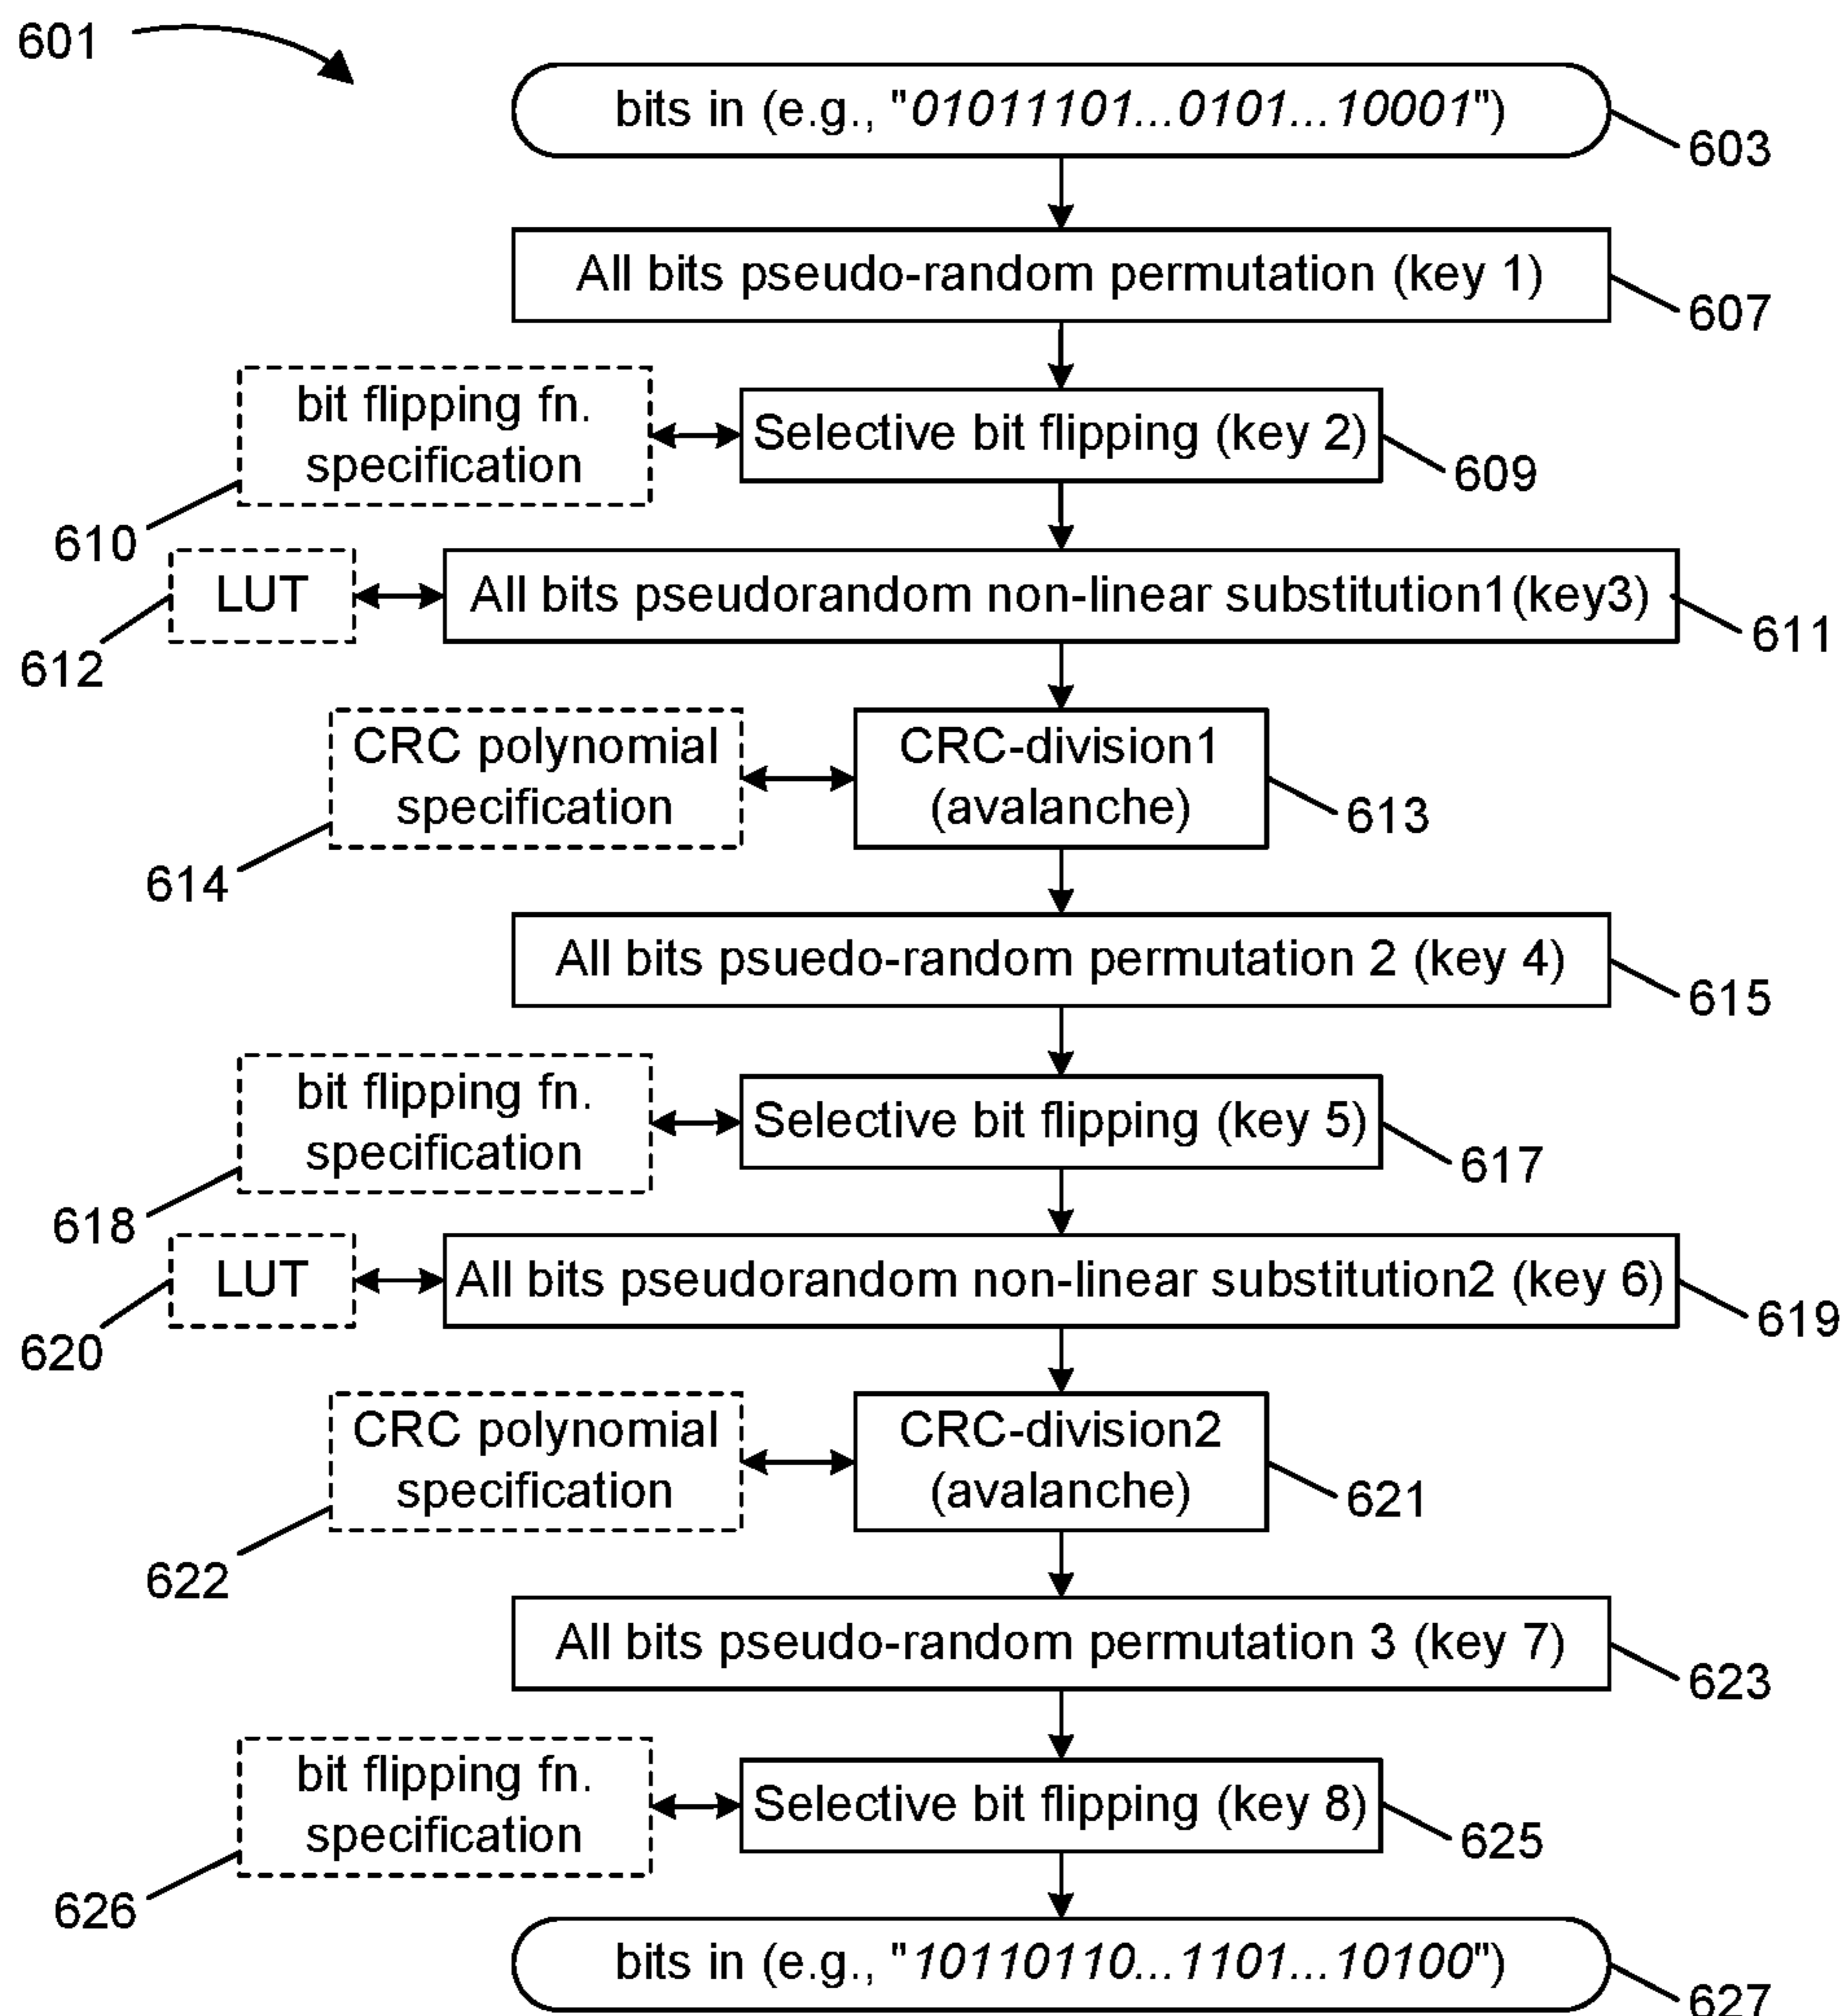 601
bits in (e.g., "01011101...0101...10001")
603
All bits pseudo-random permutation (key 1)
607
bit flipping fn.
specification
610
Selective bit flipping (key 2)
609
LUT
612
All bits pseudorandom non-linear substitution1(key3)
611
CRC polynomial
specification
614
CRC-division1
(avalanche)
613
All bits psuedo-random permutation 2 (key 4)
615
bit flipping fn.
specification
618
Selective bit flipping (key 5)
617
LUT
620
All bits pseudorandom non-linear substitution2 (key 6)
619
CRC polynomial
specification
622
CRC-division2
(avalanche)
621
All bits pseudo-random permutation 3 (key 7)
623
bit flipping fn.
specification
626
Selective bit flipping (key 8)
625
bits in (e.g., "10110110...1101...10100")
627